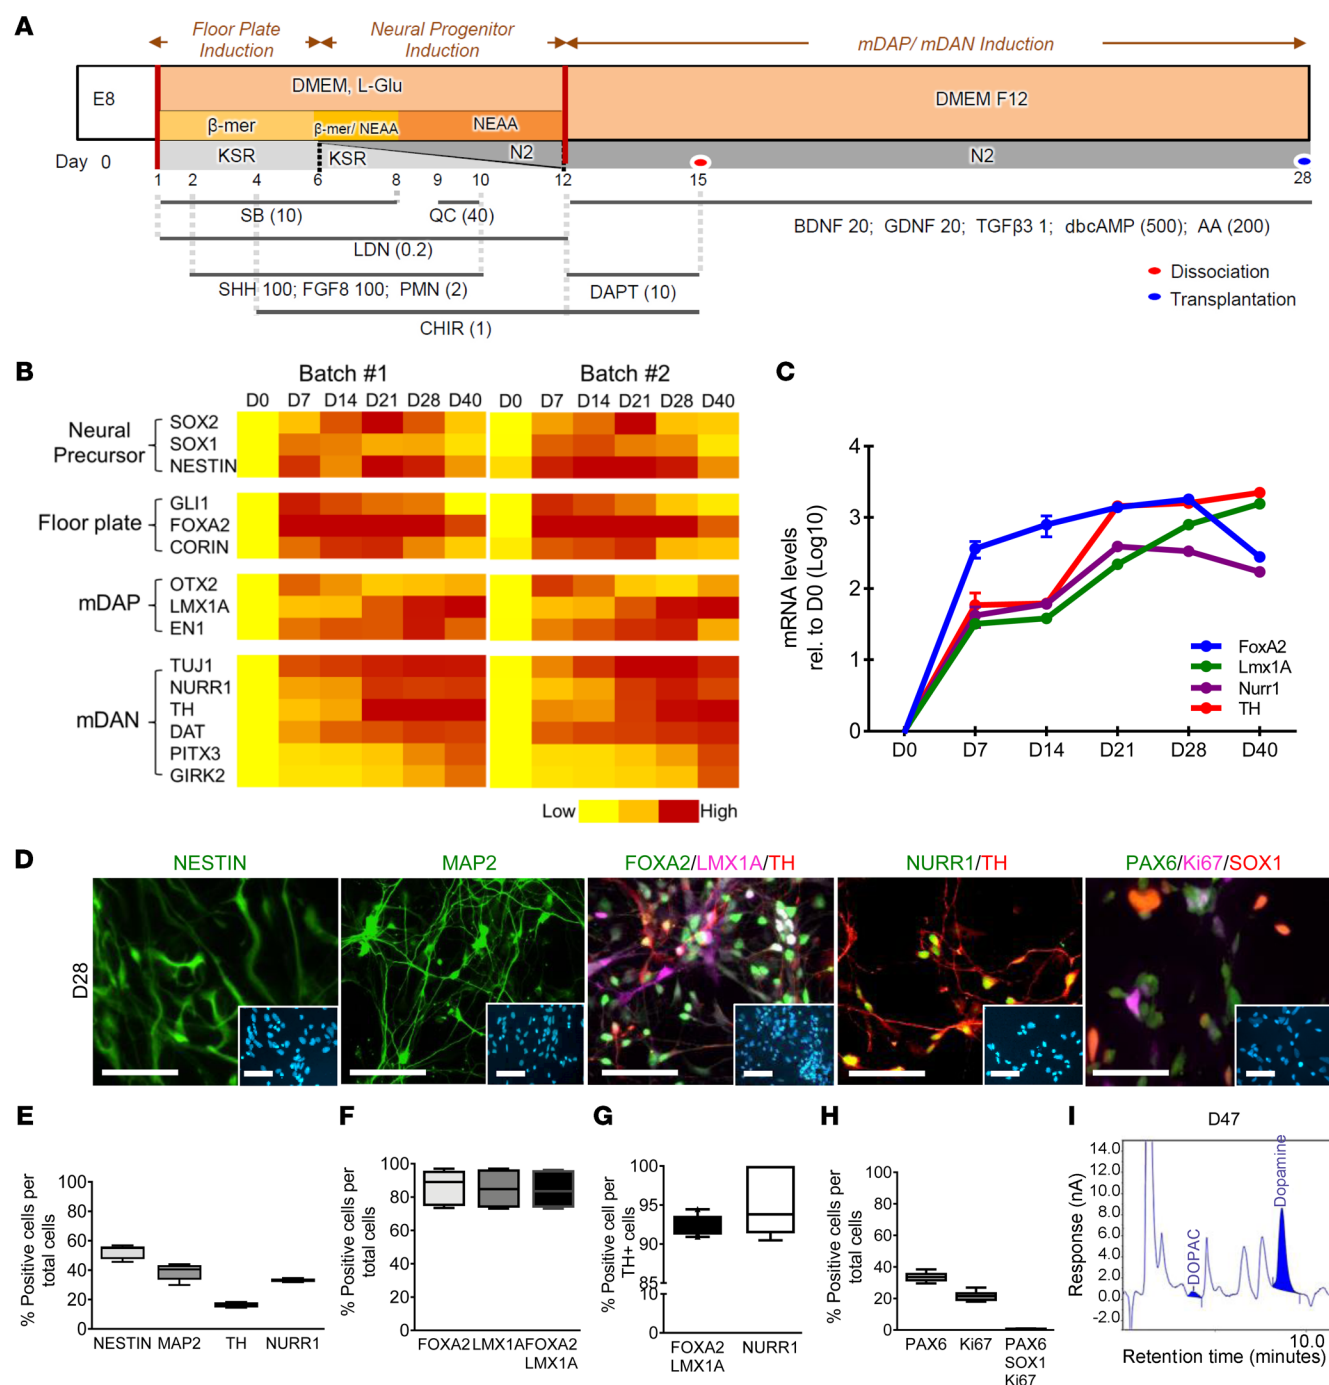 A
Floor Plate
Induction
Neural Progenitor
Induction
mDAP/ mDAN Induction
E8
DMEM, L-Glu
DMEM F12
β-mer
β-mer/ NEAA
NEAA
KSR
KSR
N2
N2
Day 0
1 2 4 6 8 9 10 12 15 28
SB (10)
QC (40)
LDN (0.2)
BDNF 20; GDNF 20; TGFβ3 1; dbcAMP (500); AA (200)
SHH 100; FGF8 100; PMN (2)
DAPT (10)
CHIR (1)
Dissociation
Transplantation
B
Batch #1
Batch #2
D0 D7 D14 D21 D28 D40
D0 D7 D14 D21 D28 D40
Neural
Precursor
SOX2
SOX1
NESTIN
Floor plate
GLI1
FOXA2
CORIN
mDAP
OTX2
LMX1A
EN1
mDAN
TUJ1
NURR1
TH
DAT
PITX3
GIRK2
Low
High
C
mRNA levels
rel. to D0 (Log10)
4
3
2
1
0
FoxA2
Lmx1A
Nurr1
TH
D0 D7 D14 D21 D28 D40
D
NESTIN
MAP2
FOXA2/LMX1A/TH
NURR1/TH
PAX6/Ki67/SOX1
D28
E
% Positive cells per
total cells
100
80
60
40
20
0
NESTIN MAP2 TH NURR1
F
% Positive cells per
total cells
100
80
60
40
20
0
FOXA2 LMX1A FOXA2
LMX1A
G
% Positive cell per
TH+ cells
100
95
90
85
10
0
FOXA2
LMX1A
NURR1
H
% Positive cells per
total cells
100
80
60
40
20
0
PAX6 Ki67 PAX6
SOX1
Ki67
I
D47
Response (nA)
14.0
12.0
10.0
8.0
6.0
4.0
2.0
0.0
-2.0
DOPAC
Dopamine
10.0
Retention time (minutes)